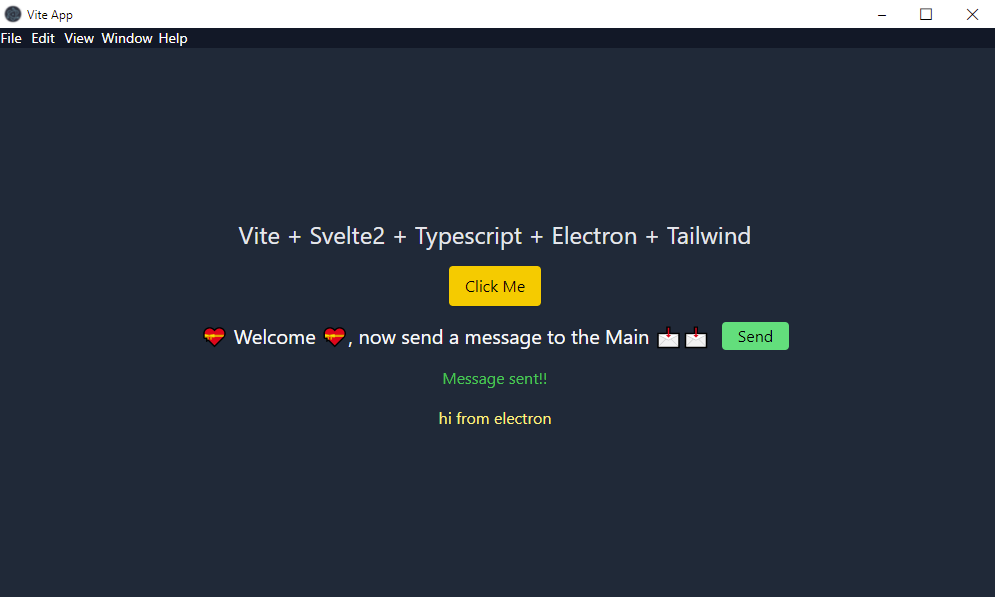 Vite App
File Edit View Window Help
Vite + Svelte2 + Typescript + Electron + Tailwind
Click Me
💝 Welcome 💝, now send a message to the Main 📩📩 Send
Message sent!!
hi from electron